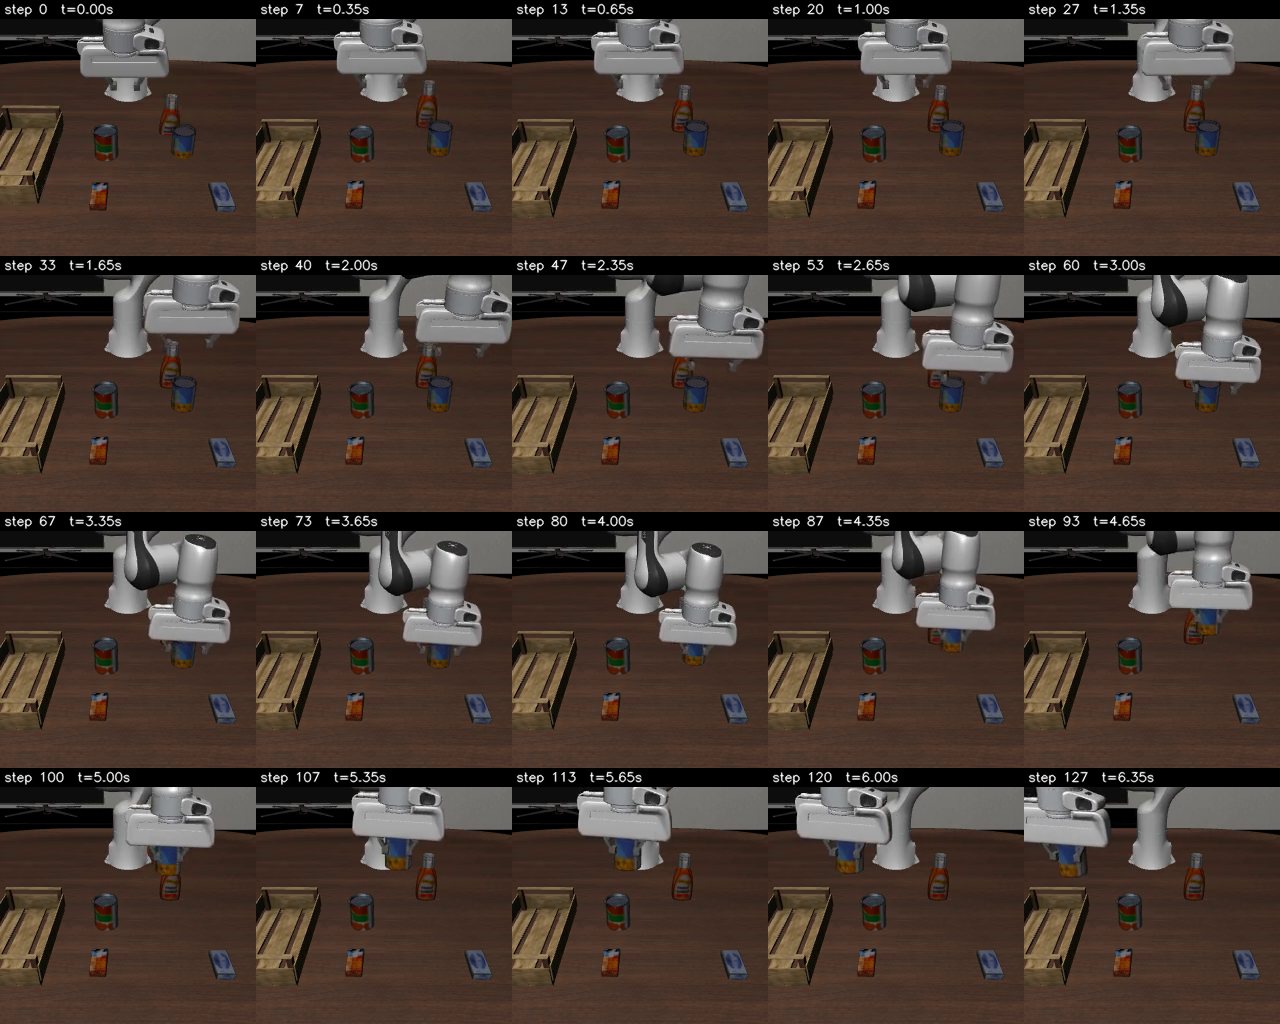 step 0 t=0.00s
step 7 t=0.35s
step 13 t=0.65s
step 20 t=1.00s
step 27 t=1.35s
step 33 t=1.65s
step 40 t=2.00s
step 47 t=2.35s
step 53 t=2.65s
step 60 t=3.00s
step 67 t=3.35s
step 73 t=3.65s
step 80 t=4.00s
step 87 t=4.35s
step 93 t=4.65s
step 100 t=5.00s
step 107 t=5.35s
step 113 t=5.65s
step 120 t=6.00s
step 127 t=6.35s